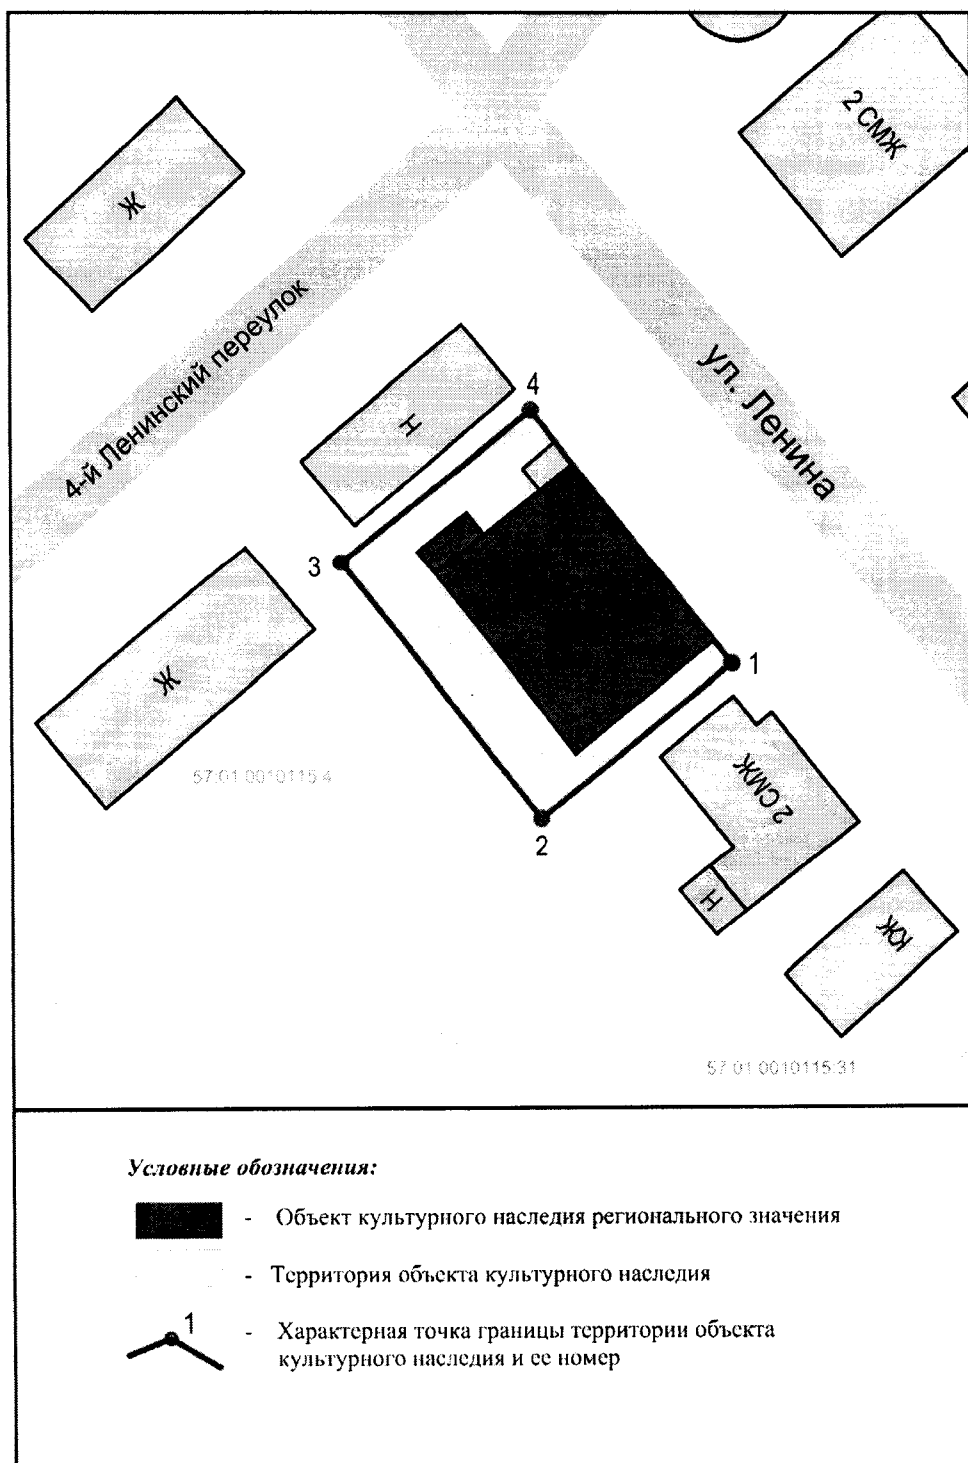 2 СМЖ
Ж
4-й Ленинский переулок
ул. Ленина
Н
4
3
1
Ж
57:01:0010115:4
2 СМЖ
2
Н
КЖ
57:01:0010115:31
Условные обозначения:
- Объект культурного наследия регионального значения
- Территория объекта культурного наследия
1
- Характерная точка границы территории объекта
культурного наследия и ее номер